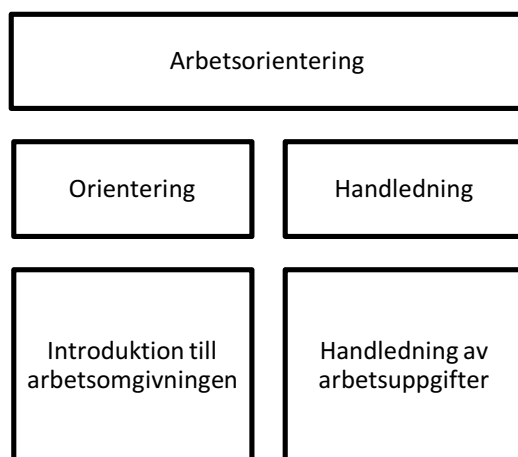 Arbetsorientering
Orientering
Handledning
Introduktion till
arbetsomgivningen
Handledning av
arbetsuppgifter